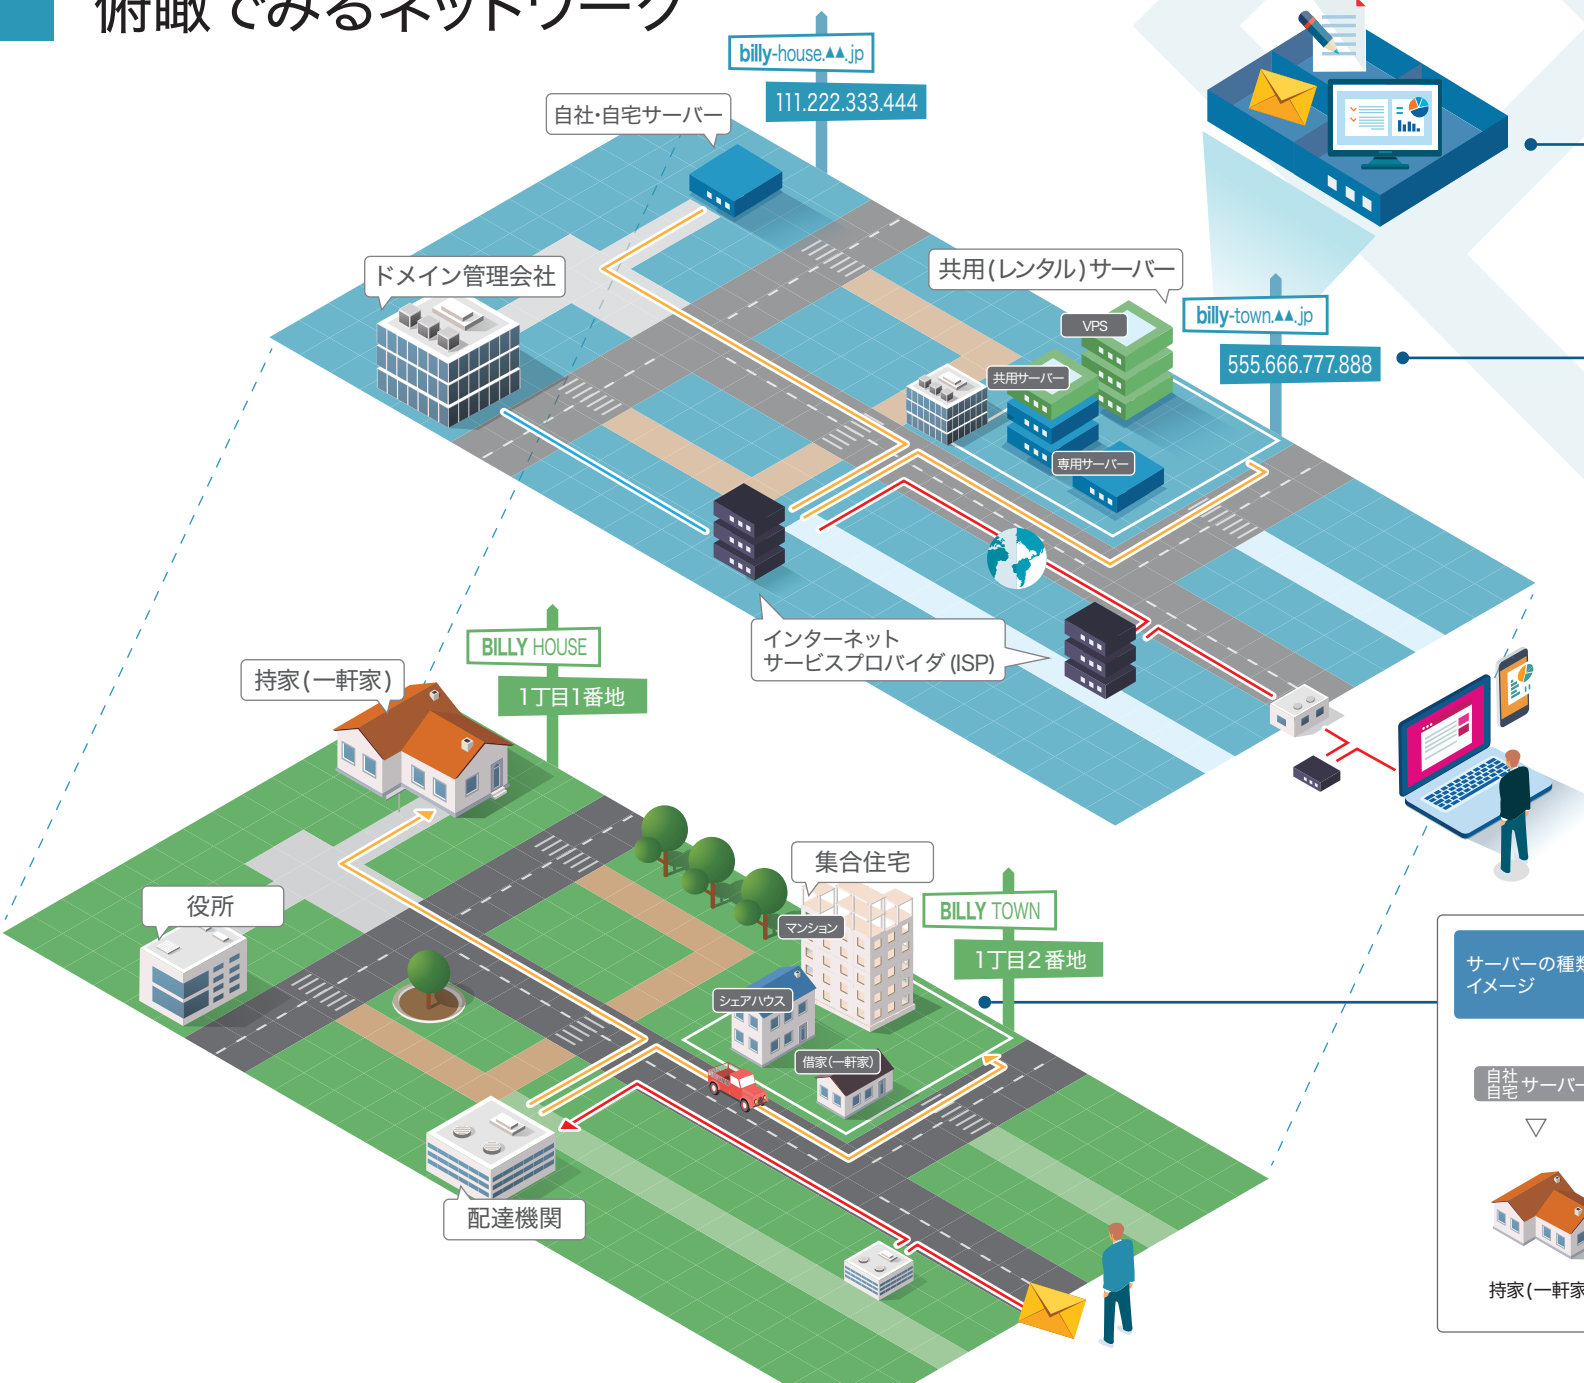 俯瞰でみるネットワーク
billy-house.▲▲.jp
111.222.333.444
自社・自宅サーバー
ドメイン管理会社
共用(レンタル)サーバー
VPS
billy-town.▲▲.jp
555.666.777.888
共用サーバー
専用サーバー
インターネット
サービスプロバイダ(ISP)
BILLY HOUSE
1丁目1番地
持家(一軒家)
役所
集合住宅
マンション
BILLY TOWN
1丁目2番地
シェアハウス
借家(一軒家)
配達機関
サーバーの種類
イメージ
自社
自宅 サーバー
持家(一軒家